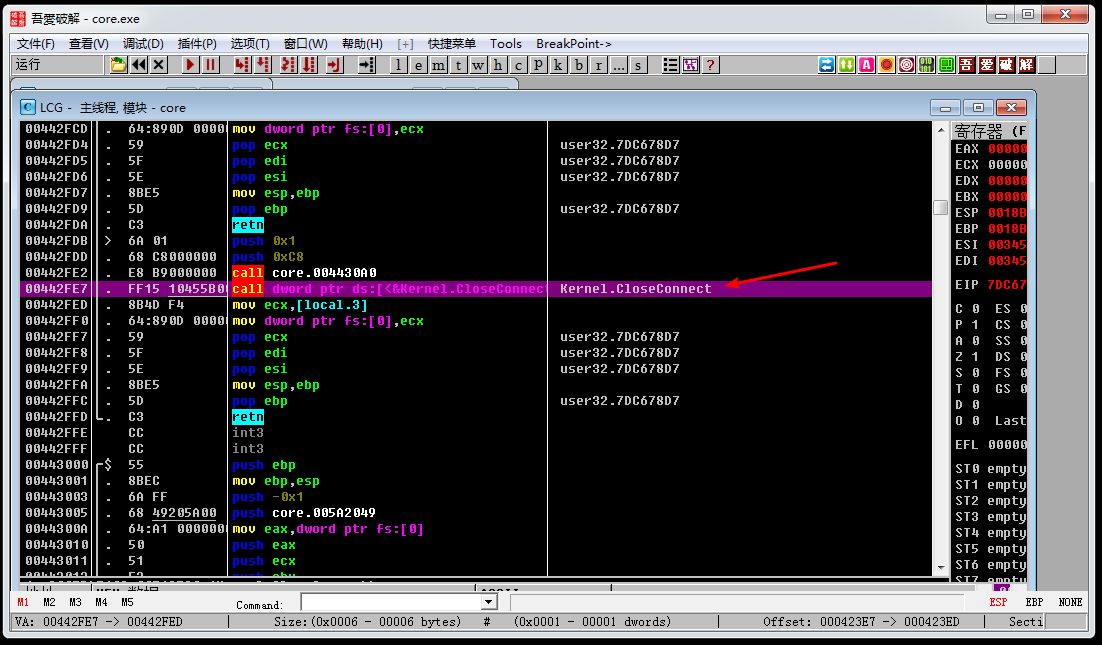 吾愛破解 - core.exe
文件(F) 查看(V) 调试(D) 插件(P) 选项(T) 窗口(W) 帮助(H) [+] 快捷菜单 Tools BreakPoint->
运行 l e m t w h c P k b r ... s ? A 吾 爱 破 解
C LCG - 主线程, 模块 - core
00442FCD . 64:890D 0000 mov dword ptr fs:[0],ecx 寄存器 (F
00442FD4 . 59 pop ecx user32.7DC678D7 EAX 00000
00442FD5 . 5F pop edi user32.7DC678D7 ECX 00000
00442FD6 . 5E pop esi user32.7DC678D7 EDX 00000
00442FD7 . 8BE5 mov esp,ebp EBX 00000
00442FD9 . 5D pop ebp user32.7DC678D7 ESP 0018B
00442FDA . C3 retn EBP 0018B
00442FDB > 6A 01 push 0x1 ESI 00345
00442FDD . 68 C8000000 push 0xC8 EDI 00345
00442FE2 . E8 B9000000 call core.004430A0
00442FE7 . FF15 10455B0 call dword ptr ds:[<&Kernel.CloseConnect Kernel.CloseConnect EIP 7DC67
00442FED . 8B4D F4 mov ecx,[local.3] C 0 ES 0
00442FF0 . 64:890D 0000 mov dword ptr fs:[0],ecx P 1 CS 0
00442FF7 . 59 pop ecx user32.7DC678D7 A 0 SS 0
00442FF8 . 5F pop edi user32.7DC678D7 Z 1 DS 0
00442FF9 . 5E pop esi user32.7DC678D7 S 0 FS 0
00442FFA . 8BE5 mov esp,ebp T 0 GS 0
00442FFC . 5D pop ebp user32.7DC678D7 D 0
00442FFD . C3 retn O 0 Last
00442FFE CC int3
00442FFF CC int3 EFL 00000
00443000 $ 55 push ebp ST0 empty
00443001 . 8BEC mov ebp,esp ST1 empty
00443003 . 6A FF push -0x1 ST2 empty
00443005 . 68 49205A00 push core.005A2049 ST3 empty
0044300A . 64:A1 000000 mov eax,dword ptr fs:[0] ST4 empty
00443010 . 50 push eax ST5 empty
00443011 . 51 push ecx ST6 empty
ST7 empty
M1 M2 M3 M4 M5 Command: ESP EBP NONE
VA: 00442FE7 -> 00442FED Size:(0x0006 - 00006 bytes) # (0x0001 - 00001 dwords) Offset: 000423E7 -> 000423ED Secti